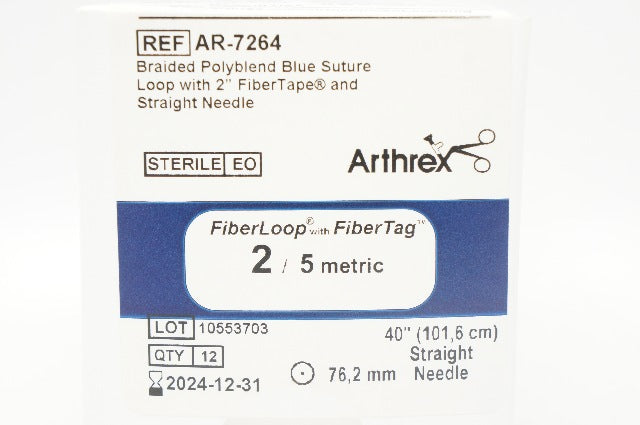 REF AR-7264
Braided Polyblend Blue Suture
Loop with 2" FiberTape® and
Straight Needle
STERILE EO
Arthrex
FiberLoop® with FiberTag™
2 / 5 metric
LOT 10553703
QTY 12
2024-12-31
40" (101,6 cm)
Straight
76,2 mm Needle